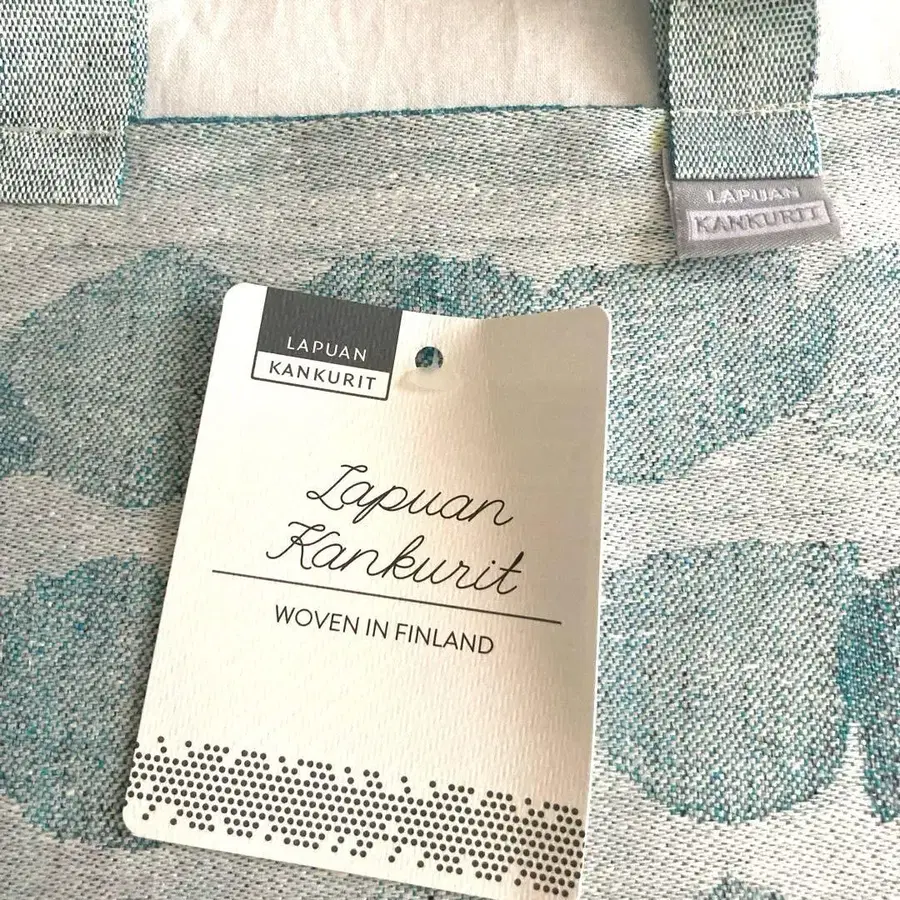 LAPUAN
KANKURIT
LAPUAN
KANKURIT
Lapuan
Kankurit
WOVEN IN FINLAND